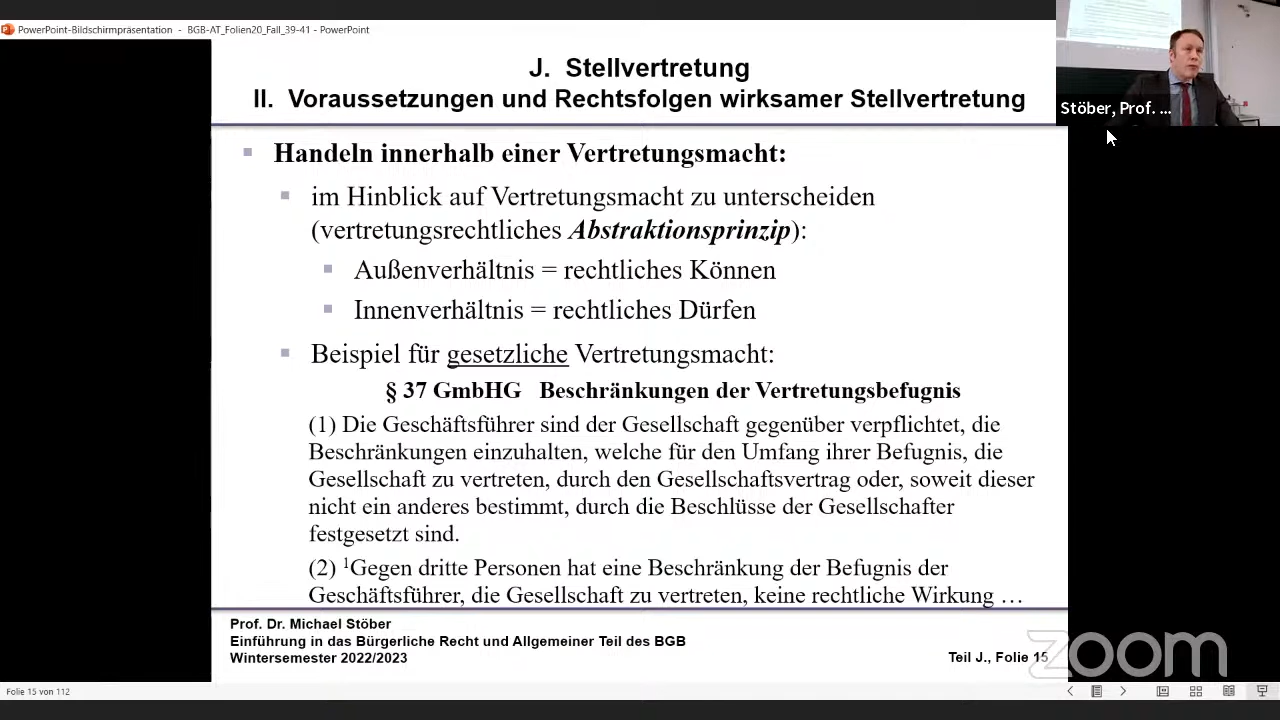 PowerPoint-Bildschirmpräsentation - BGB-AT_Folien20_Fall_39-41 - PowerPoint
Stöber, Prof. ...
J. Stellvertretung
II. Voraussetzungen und Rechtsfolgen wirksamer Stellvertretung
Handeln innerhalb einer Vertretungsmacht:
im Hinblick auf Vertretungsmacht zu unterscheiden
(vertretungsrechtliches Abstraktionsprinzip):
Außenverhältnis = rechtliches Können
Innenverhältnis = rechtliches Dürfen
Beispiel für gesetzliche Vertretungsmacht:
§ 37 GmbHG Beschränkungen der Vertretungsbefugnis
(1) Die Geschäftsführer sind der Gesellschaft gegenüber verpflichtet, die
Beschränkungen einzuhalten, welche für den Umfang ihrer Befugnis, die
Gesellschaft zu vertreten, durch den Gesellschaftsvertrag oder, soweit dieser
nicht ein anderes bestimmt, durch die Beschlüsse der Gesellschafter
festgesetzt sind.
(2) ¹Gegen dritte Personen hat eine Beschränkung der Befugnis der
Geschäftsführer, die Gesellschaft zu vertreten, keine rechtliche Wirkung …
Prof. Dr. Michael Stöber
Einführung in das Bürgerliche Recht und Allgemeiner Teil des BGB
Wintersemester 2022/2023
Teil J., Folie 15
zoom
Folie 15 von 112